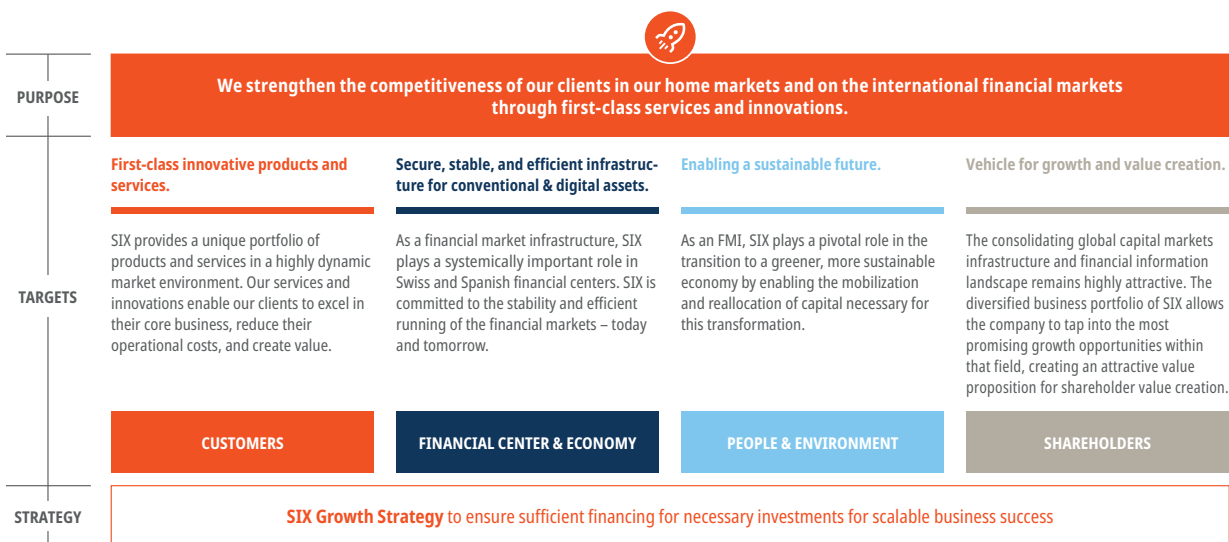 PURPOSE
We strengthen the competitiveness of our clients in our home markets and on the international financial markets
through first-class services and innovations.
TARGETS
First-class innovative products and
services.
SIX provides a unique portfolio of
products and services in a highly dynamic
market environment. Our services and
innovations enable our clients to excel in
their core business, reduce their
operational costs, and create value.
CUSTOMERS
Secure, stable, and efficient infrastruc-
ture for conventional & digital assets.
As a financial market infrastructure, SIX
plays a systemically important role in
Swiss and Spanish financial centers. SIX is
committed to the stability and efficient
running of the financial markets – today
and tomorrow.
FINANCIAL CENTER & ECONOMY
Enabling a sustainable future.
As an FMI, SIX plays a pivotal role in the
transition to a greener, more sustainable
economy by enabling the mobilization
and reallocation of capital necessary for
this transformation.
PEOPLE & ENVIRONMENT
Vehicle for growth and value creation.
The consolidating global capital markets
infrastructure and financial information
landscape remains highly attractive. The
diversified business portfolio of SIX allows
the company to tap into the most
promising growth opportunities within
that field, creating an attractive value
proposition for shareholder value creation.
SHAREHOLDERS
STRATEGY
SIX Growth Strategy to ensure sufficient financing for necessary investments for scalable business success